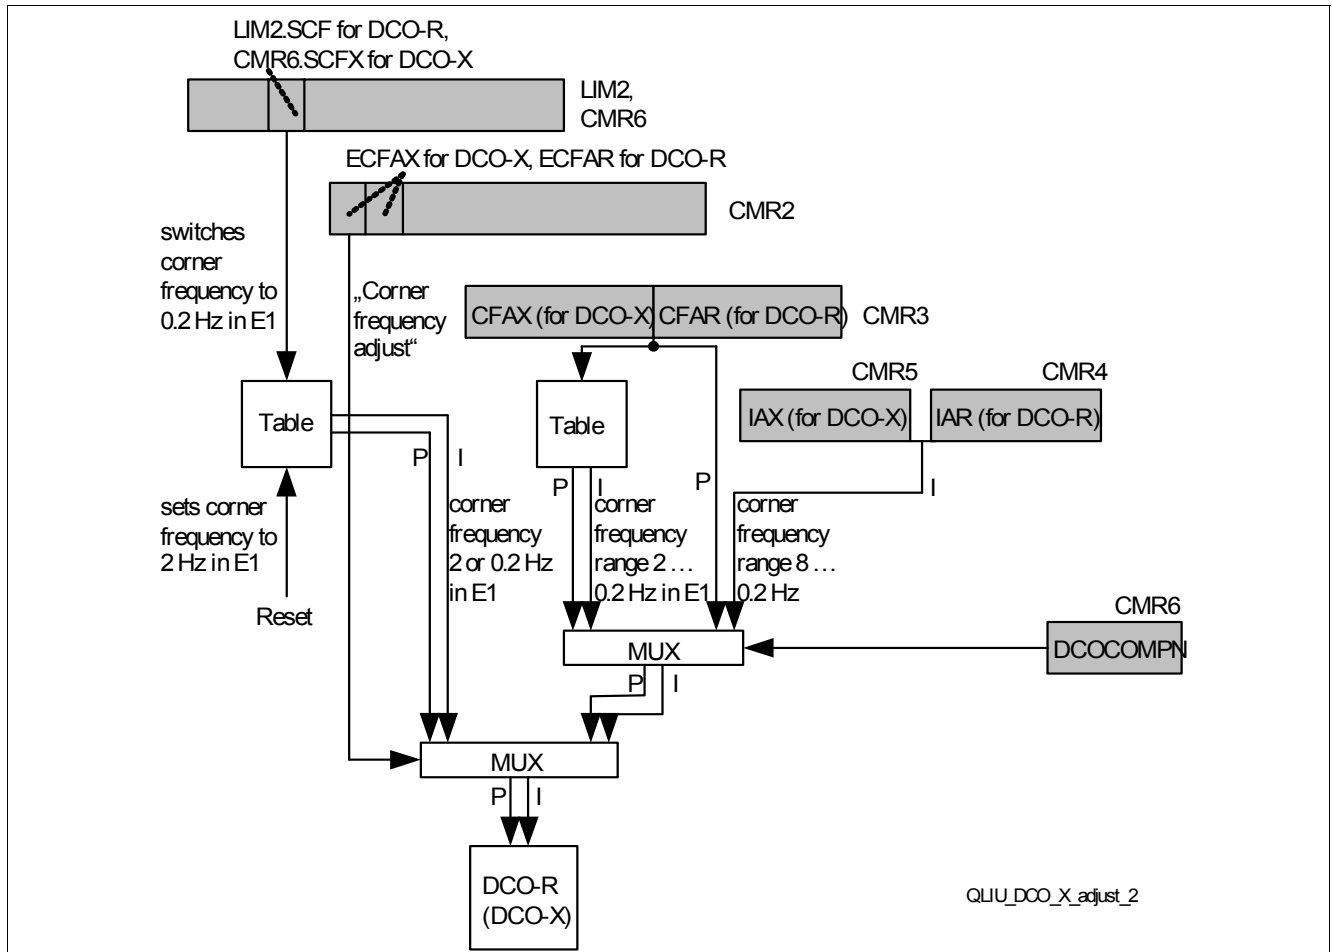 LIM2.SCF for DCO-R,
CMR6.SCFX for DCO-X
LIM2,
CMR6
ECFAX for DCO-X, ECFAR for DCO-R
CMR2
switches
corner
frequency to
0.2 Hz in E1
„Corner
frequency
adjust“
CFAX (for DCO-X)
CFAR (for DCO-R)
CMR3
CMR5
CMR4
IAX (for DCO-X)
IAR (for DCO-R)
Table
Table
P
I
P
I
P
I
sets corner
frequency to
2 Hz in E1
corner
frequency
2 or 0.2 Hz
in E1
corner
frequency
range 2 …
0.2 Hz in E1
corner
frequency
range 8 …
0.2 Hz
Reset
CMR6
MUX
DCOCOMPN
P
I
MUX
P
I
DCO-R
(DCO-X)
QLIU_DCO_X_adjust_2